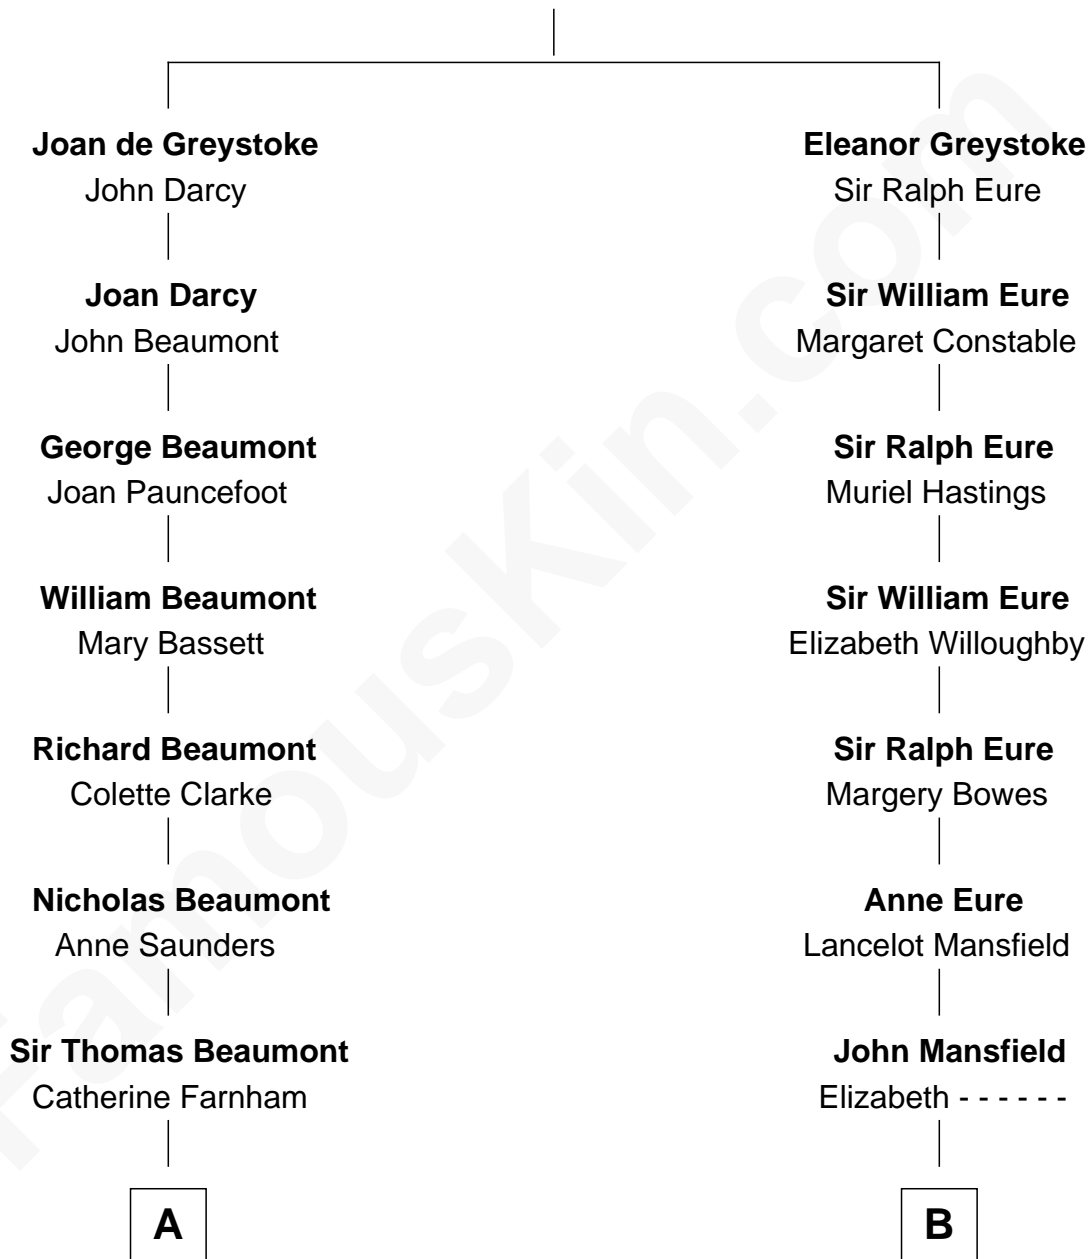 Joan de Greystoke
John Darcy
Joan Darcy
John Beaumont
George Beaumont
Joan Pauncefoot
William Beaumont
Mary Bassett
Richard Beaumont
Colette Clarke
Nicholas Beaumont
Anne Saunders
Sir Thomas Beaumont
Catherine Farnham
A
Eleanor Greystoke
Sir Ralph Eure
Sir William Eure
Margaret Constable
Sir Ralph Eure
Muriel Hastings
Sir William Eure
Elizabeth Willoughby
Sir Ralph Eure
Margery Bowes
Anne Eure
Lancelot Mansfield
John Mansfield
Elizabeth - - - - - -
B
FamousKin.com